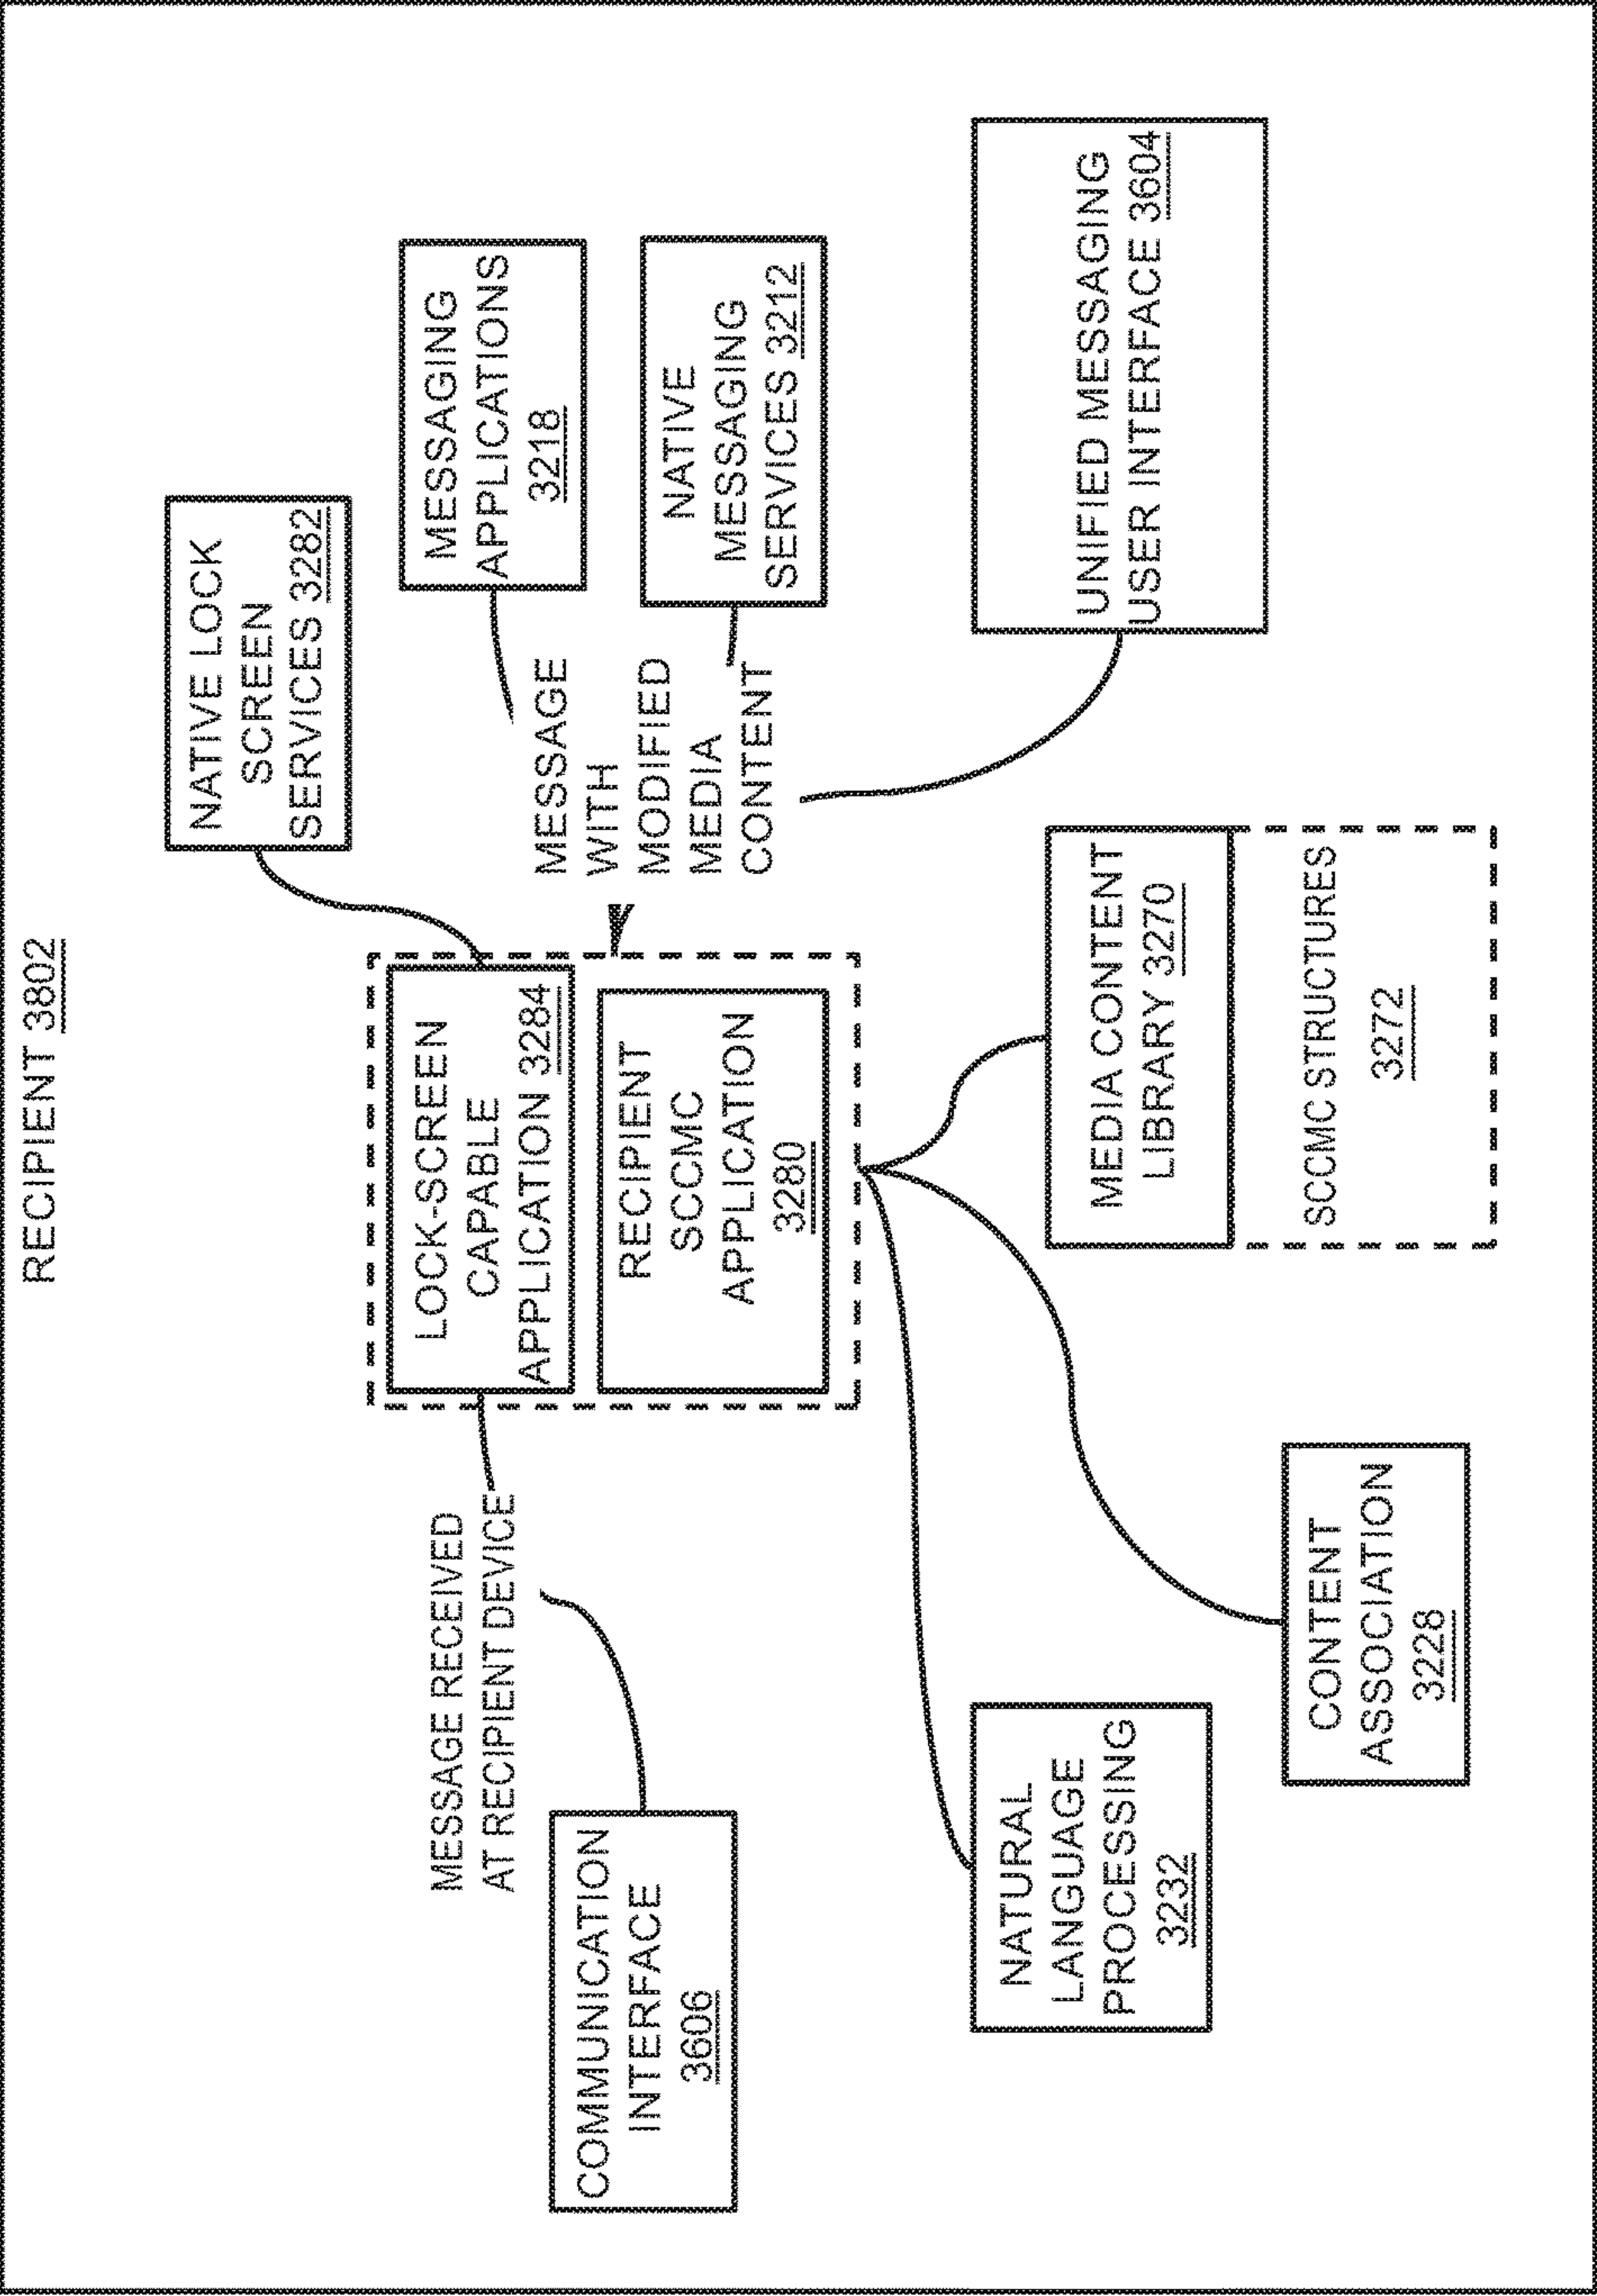 RECIPIENT 3802
NATIVE LOCK
SCREEN
SERVICES 3282
LOCK-SCREEN
CAPABLE
APPLICATION 3284
RECIPIENT
SCCMC
APPLICATION
3280
MESSAGE RECEIVED
AT RECIPIENT DEVICE
COMMUNICATION
INTERFACE
3606
MESSAGE
WITH
MODIFIED
MEDIA
CONTENT
MESSAGING
APPLICATIONS
3218
NATIVE
MESSAGING
SERVICES 3212
UNIFIED MESSAGING
USER INTERFACE 3604
NATURAL
LANGUAGE
PROCESSING
3232
CONTENT
ASSOCIATION
3228
MEDIA CONTENT
LIBRARY 3270
SCCMC STRUCTURES
3272